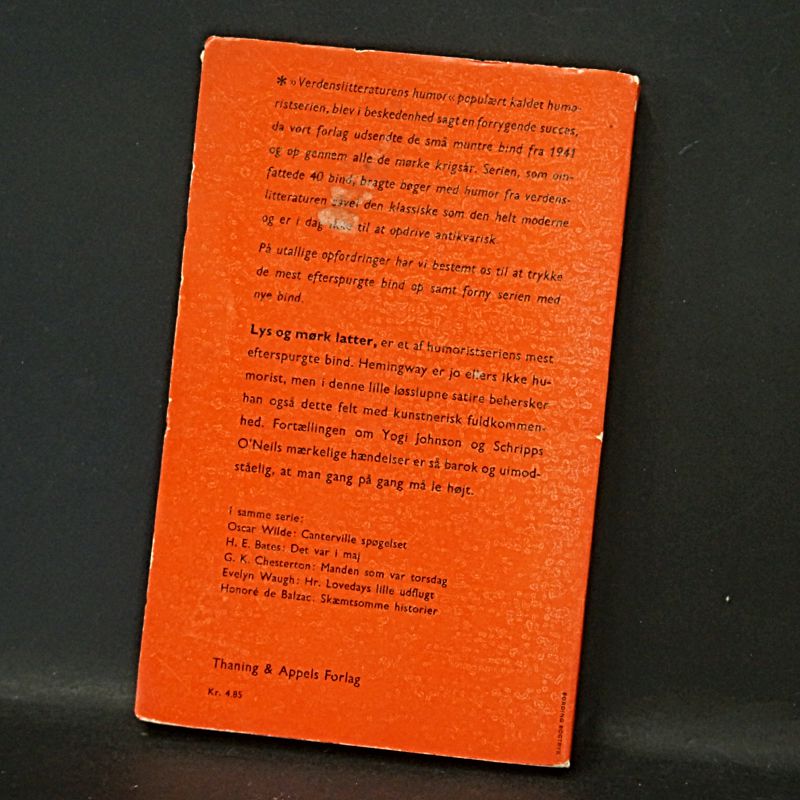 * »Verdenslitteraturens humor« populært kaldet humo-
ristserien, blev i beskedenhed sagt en forrygende succes,
da vort forlag udsendte de små muntre bind fra 1941
og op gennem alle de mørke krigsår. Serien, som om-
fattede 40 bind, bragte bøger med humor fra verdens-
litteraturen såvel den klassiske som den helt moderne
og er i dag ikke til at opdrive antikvarisk.
På utallige opfordringer har vi bestemt os til at trykke
de mest efterspurgte bind op samt forny serien med
nye bind.
Lys og mørk latter, er et af humoristseriens mest
efterspurgte bind. Hemingway er jo ellers ikke hu-
morist, men i denne lille løsslupne satire behersker
han også dette felt med kunstnerisk fuldkommen-
hed. Fortællingen om Yogi Johnson og Schripps
O'Neils mærkelige hændelser er så barok og uimod-
ståelig, at man gang på gang må le højt.
I samme serie:
Oscar Wilde: Canterville spøgelset
H. E. Bates: Det var i maj
G. K. Chesterton: Manden som var torsdag
Evelyn Waugh: Hr. Lovedays lille udflugt
Honoré de Balzac: Skæmtsomme historier
Thaning & Appels Forlag
Kr. 4.85
BORDING BOGTRYK